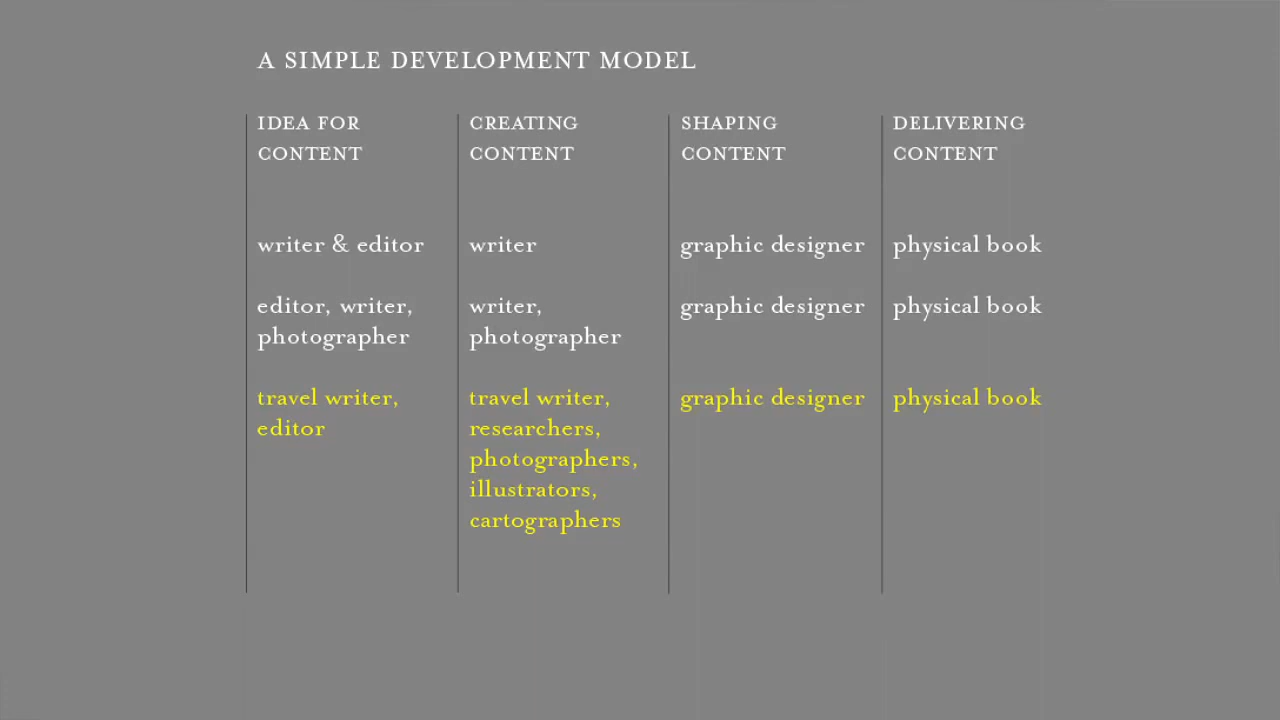 A SIMPLE DEVELOPMENT MODEL
IDEA FOR
CONTENT
CREATING
CONTENT
SHAPING
CONTENT
DELIVERING
CONTENT
writer & editor
writer
graphic designer
physical book
editor, writer,
photographer
writer,
photographer
graphic designer
physical book
travel writer,
editor
travel writer,
researchers,
photographers,
illustrators,
cartographers
graphic designer
physical book